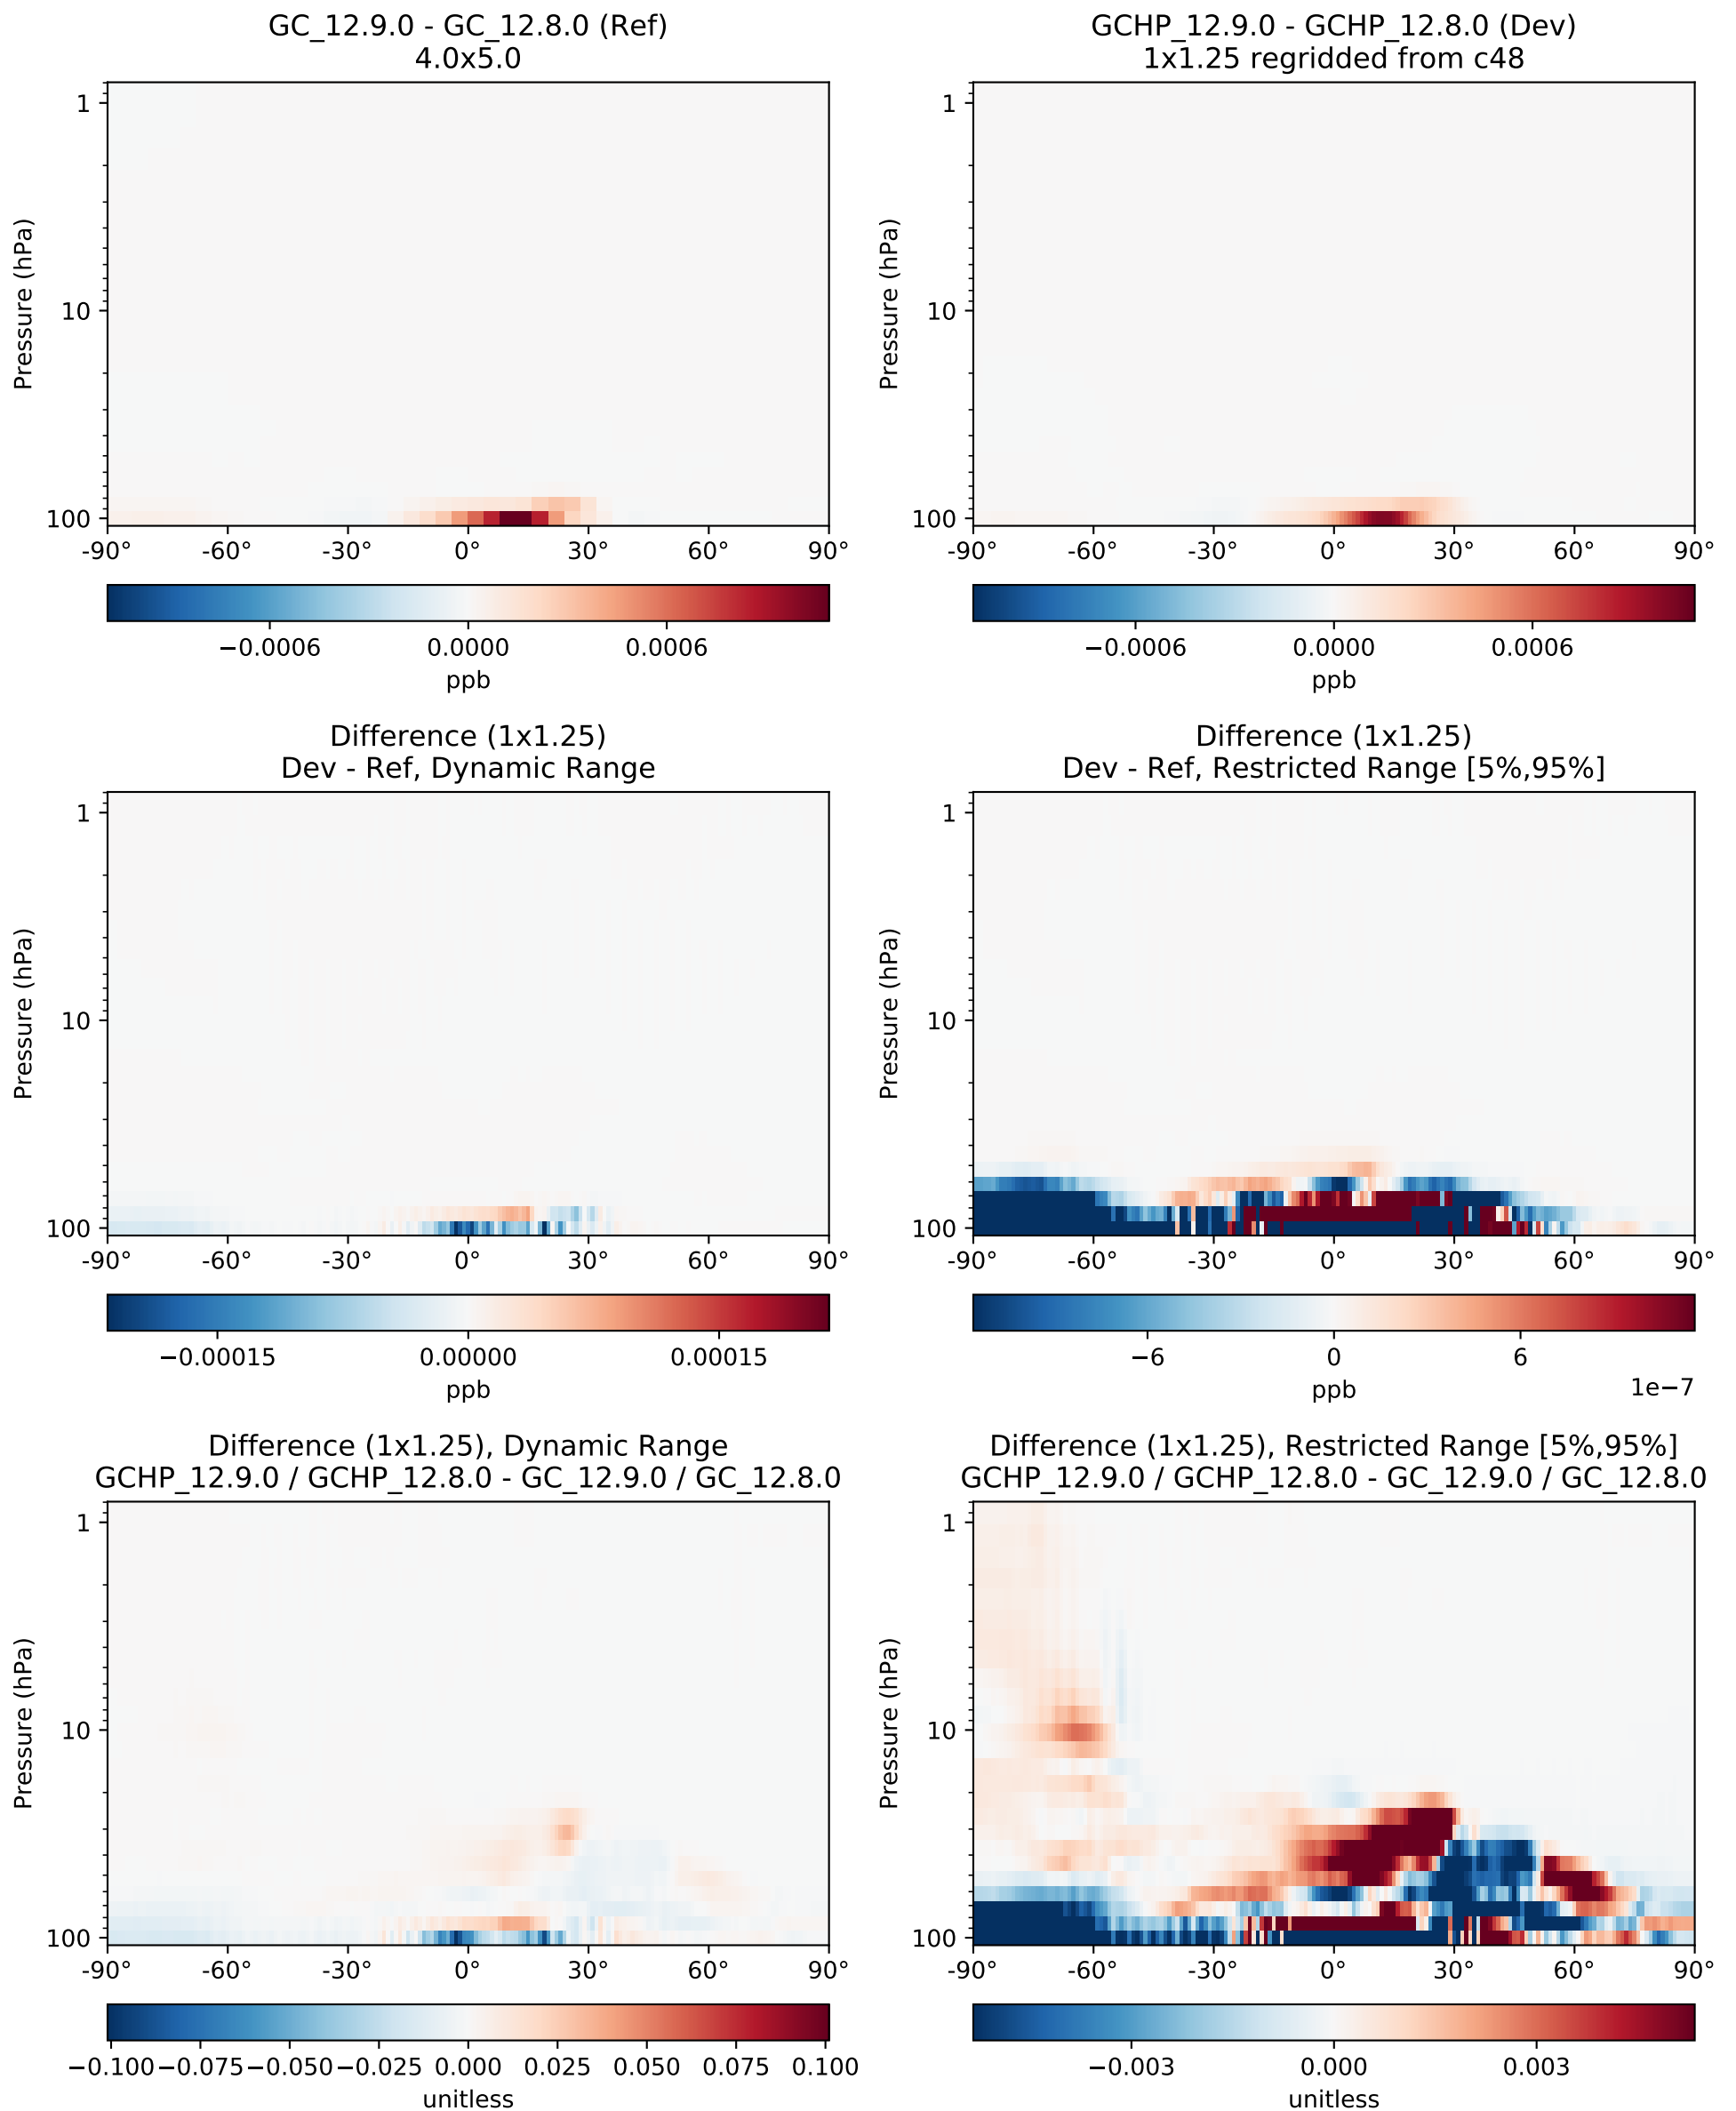 GC_12.9.0 - GC_12.8.0 (Ref)
4.0x5.0
GCHP_12.9.0 - GCHP_12.8.0 (Dev)
1x1.25 regridded from c48
Pressure (hPa)
1
10
100
-90° -60° -30° 0° 30° 60° 90°
−0.0006 0.0000 0.0006
ppb
Pressure (hPa)
1
10
100
-90° -60° -30° 0° 30° 60° 90°
−0.0006 0.0000 0.0006
ppb
Difference (1x1.25)
Dev - Ref, Dynamic Range
Difference (1x1.25)
Dev - Ref, Restricted Range [5%,95%]
Pressure (hPa)
1
10
100
-90° -60° -30° 0° 30° 60° 90°
−0.00015 0.00000 0.00015
ppb
Pressure (hPa)
1
10
100
-90° -60° -30° 0° 30° 60° 90°
−6 0 6
1e−7
ppb
Difference (1x1.25), Dynamic Range
GCHP_12.9.0 / GCHP_12.8.0 - GC_12.9.0 / GC_12.8.0
Difference (1x1.25), Restricted Range [5%,95%]
GCHP_12.9.0 / GCHP_12.8.0 - GC_12.9.0 / GC_12.8.0
Pressure (hPa)
1
10
100
-90° -60° -30° 0° 30° 60° 90°
−0.100 −0.075 −0.050 −0.025 0.000 0.025 0.050 0.075 0.100
unitless
Pressure (hPa)
1
10
100
-90° -60° -30° 0° 30° 60° 90°
−0.003 0.000 0.003
unitless